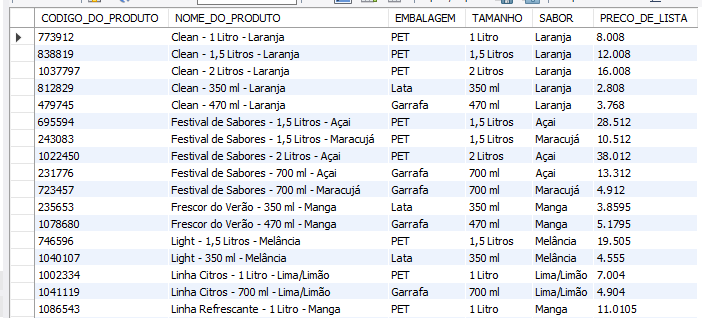 CODIGO_DO_PRODUTO NOME_DO_PRODUTO EMBALAGEM TAMANHO SABOR PRECO_DE_LISTA
773912 Clean - 1 Litro - Laranja PET 1 Litro Laranja 8.008
838819 Clean - 1,5 Litros - Laranja PET 1,5 Litros Laranja 12.008
1037797 Clean - 2 Litros - Laranja PET 2 Litros Laranja 16.008
812829 Clean - 350 ml - Laranja Lata 350 ml Laranja 2.808
479745 Clean - 470 ml - Laranja Garrafa 470 ml Laranja 3.768
695594 Festival de Sabores - 1,5 Litros - Açai PET 1,5 Litros Açai 28.512
243083 Festival de Sabores - 1,5 Litros - Maracujá PET 1,5 Litros Maracujá 10.512
1022450 Festival de Sabores - 2 Litros - Açai PET 2 Litros Açai 38.012
231776 Festival de Sabores - 700 ml - Açai Garrafa 700 ml Açai 13.312
723457 Festival de Sabores - 700 ml - Maracujá Garrafa 700 ml Maracujá 4.912
235653 Frescor do Verão - 350 ml - Manga Lata 350 ml Manga 3.8595
1078680 Frescor do Verão - 470 ml - Manga Garrafa 470 ml Manga 5.1795
746596 Light - 1,5 Litros - Melância PET 1,5 Litros Melância 19.505
1040107 Light - 350 ml - Melância Lata 350 ml Melância 4.555
1002334 Linha Citros - 1 Litro - Lima/Limão PET 1 Litro Lima/Limão 7.004
1041119 Linha Citros - 700 ml - Lima/Limão Garrafa 700 ml Lima/Limão 4.904
1086543 Linha Refrescante - 1 Litro - Manga PET 1 Litro Manga 11.0105